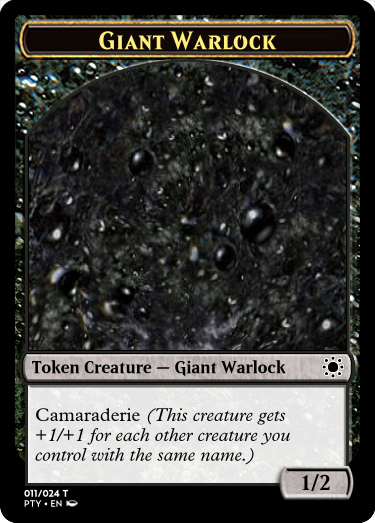 GIANT WARLOCK
Token Creature — Giant Warlock
Camaraderie (This creature gets
+1/+1 for each other creature you
control with the same name.)
1/2
011/024 T
PTY • EN